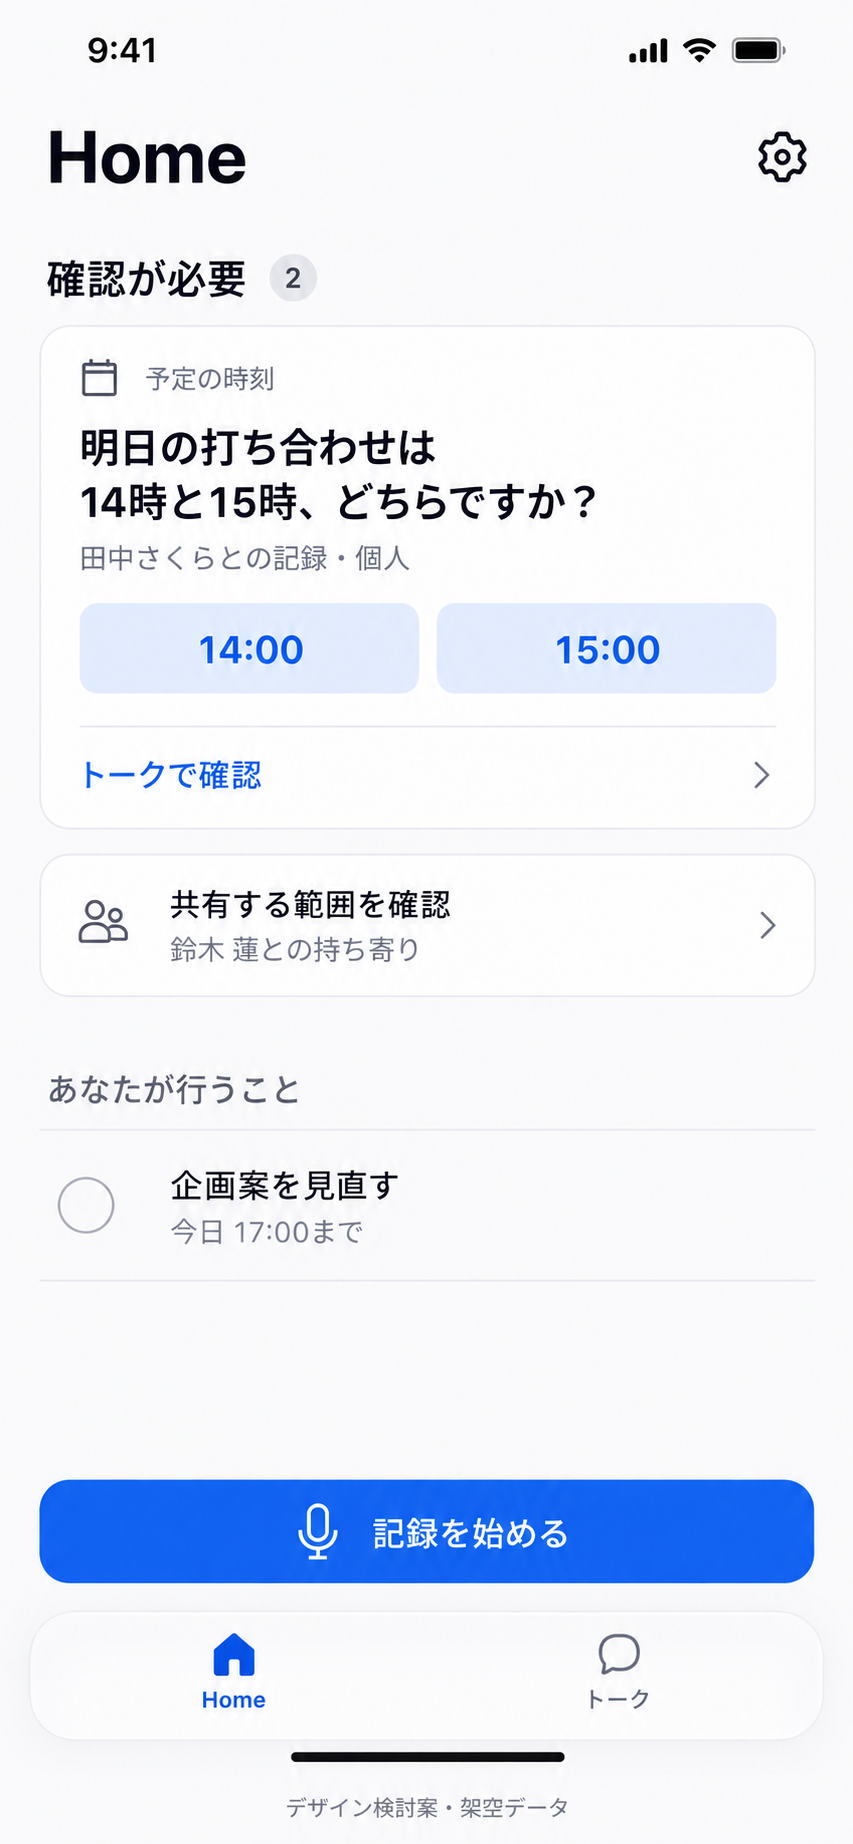 9:41
Home
確認が必要 2
予定の時刻
明日の打ち合わせは
14時と15時、どちらですか？
田中さくらとの記録・個人
14:00 15:00
トークで確認
共有する範囲を確認
鈴木 蓮との持ち寄り
あなたが行うこと
企画案を見直す
今日 17:00まで
記録を始める
Home トーク
デザイン検討案・架空データ